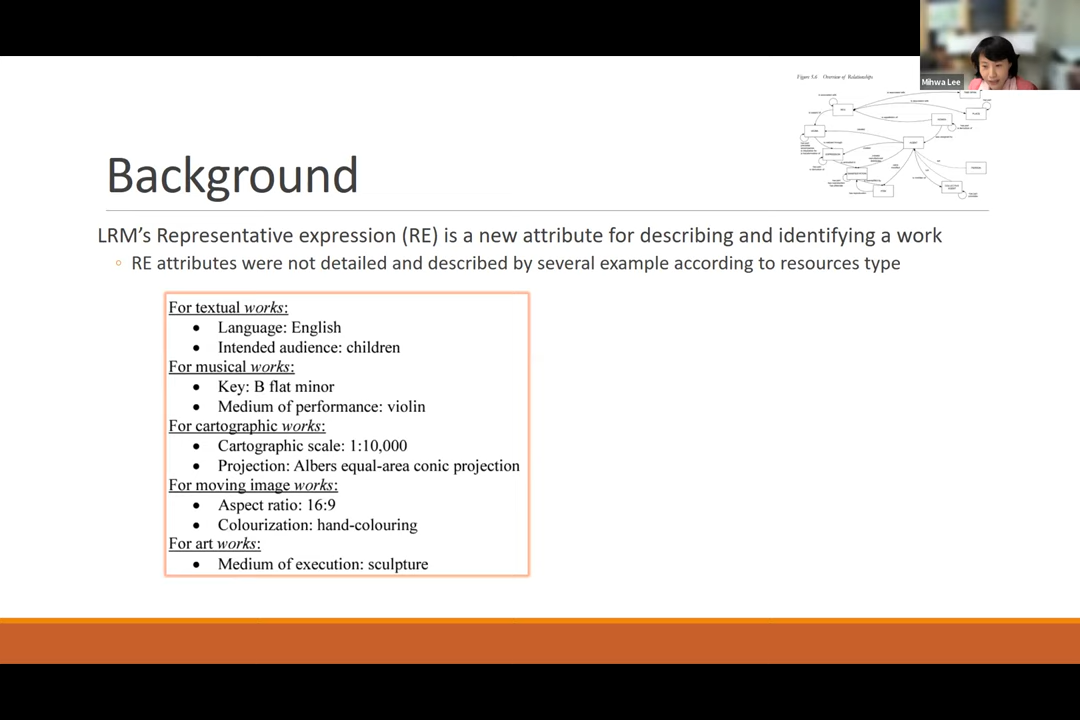 Mihwa Lee
Figure 5.6 Overview of Relationships
Background
LRM’s Representative expression (RE) is a new attribute for describing and identifying a work
◦ RE attributes were not detailed and described by several example according to resources type
For textual works:
• Language: English
• Intended audience: children
For musical works:
• Key: B flat minor
• Medium of performance: violin
For cartographic works:
• Cartographic scale: 1:10,000
• Projection: Albers equal-area conic projection
For moving image works:
• Aspect ratio: 16:9
• Colourization: hand-colouring
For art works:
• Medium of execution: sculpture